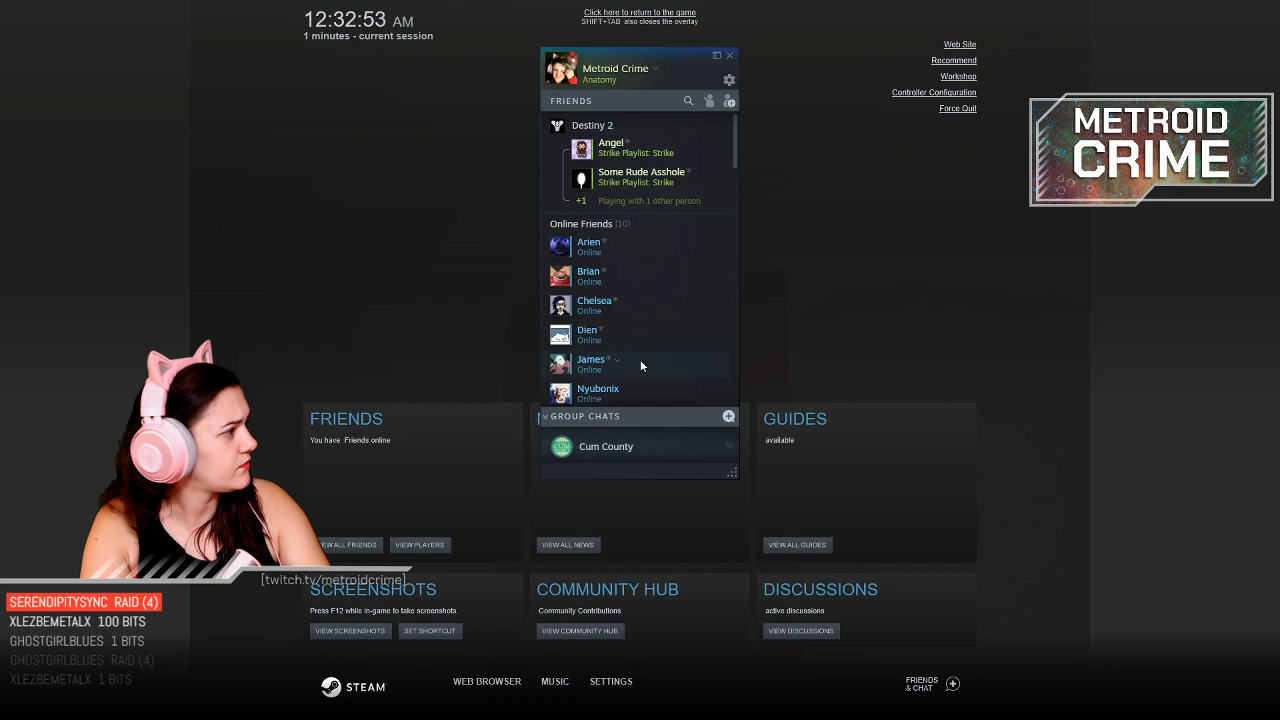 12:32:53 AM
1 minutes - current session
Click here to return to the game
SHIFT+TAB also closes the overlay
Web Site
Recommend
Workshop
Controller Configuration
Force Quit
METROID
CRIME
Metroid Crime
Anatomy
FRIENDS
Destiny 2
Angel *
Strike Playlist: Strike
Some Rude Asshole *
Strike Playlist: Strike
+1 Playing with 1 other person
Online Friends (10)
Arien *
Online
Brian *
Online
Chelsea *
Online
Dien *
Online
James *
Online
Nyubonix
Online
GROUP CHATS
Cum County
FRIENDS
You have Friends online
VIEW ALL FRIENDS
VIEW PLAYERS
VIEW ALL NEWS
GUIDES
available
VIEW ALL GUIDES
SCREENSHOTS
Press F12 while in-game to take screenshots
VIEW SCREENSHOTS
SET SHORTCUT
COMMUNITY HUB
Community Contributions
VIEW COMMUNITY HUB
DISCUSSIONS
active discussions
VIEW DISCUSSIONS
[twitch.tv/metroidcrime]
SERENDIPITYSYNC RAID (4)
XLEZBEMETALX 100 BITS
GHOSTGIRLBLUES 1 BITS
GHOSTGIRLBLUES RAID (4)
XLEZBEMETALX 1 BITS
STEAM
WEB BROWSER
MUSIC
SETTINGS
FRIENDS
& CHAT